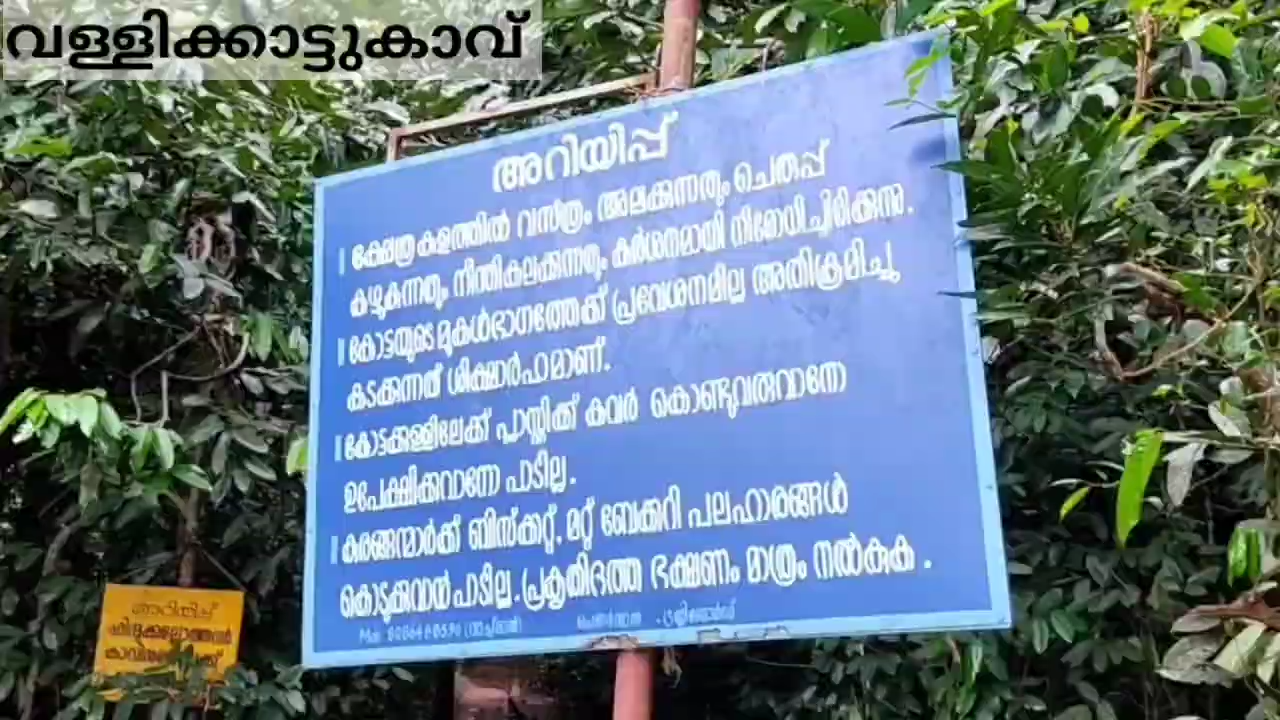 വള്ളിക്കാട്ടുകാവ്
അറിയിപ്പ്
ക്ഷേത്ര കുളത്തിൽ വസ്ത്രം അലക്കുന്നതും ചെരുപ്പ്
കഴുകുന്നതും നീന്തികുലക്കുന്നതും കർശനമായി നിരോധിച്ചിരിക്കുന്നു.
കോട്ടയുടെ മുകൾഭാഗത്തേക്ക് പ്രവേശനമില്ല അതിക്രമിച്ചു
കടക്കുന്നത് ശിക്ഷാർഹമാണ്.
കോട്ടക്കുള്ളിലേക്ക് പ്ലാസ്റ്റിക്ക് കവർ കൊണ്ടുവരുവാനോ
ഉപേക്ഷിക്കുവാനോ പാടില്ല.
കുരങ്ങന്മാർക്ക് ബിസ്ക്കറ്റ്, മറ്റ് ബേക്കറി പലഹാരങ്ങൾ
കൊടുക്കുവാൻ പാടില്ല. പ്രകൃതിദത്ത ഭക്ഷണം മാത്രം നൽകുക.
അറിയിപ്പ്